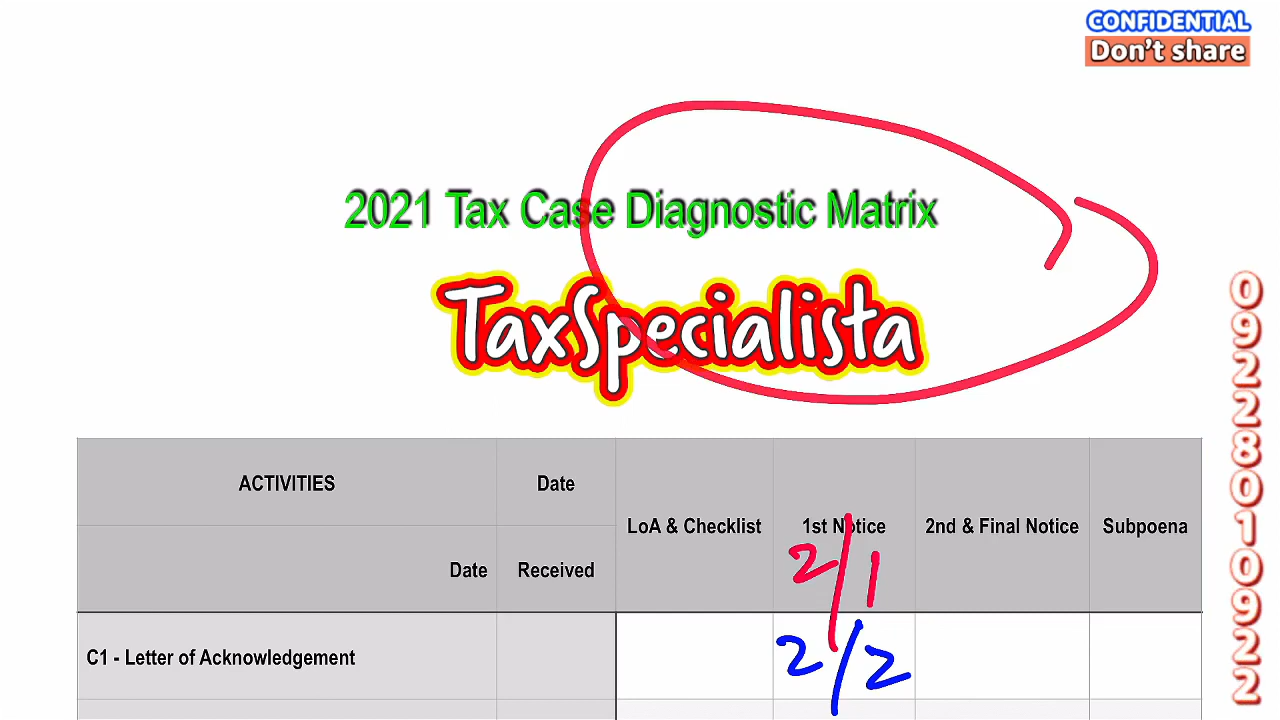 CONFIDENTIAL
Don't share
2021 Tax Case Diagnostic Matrix
TaxSpecialista
ACTIVITIES Date
LoA & Checklist 1st Notice 2nd & Final Notice Subpoena
2/1
Date Received
C1 - Letter of Acknowledgement
2/2
09228010922